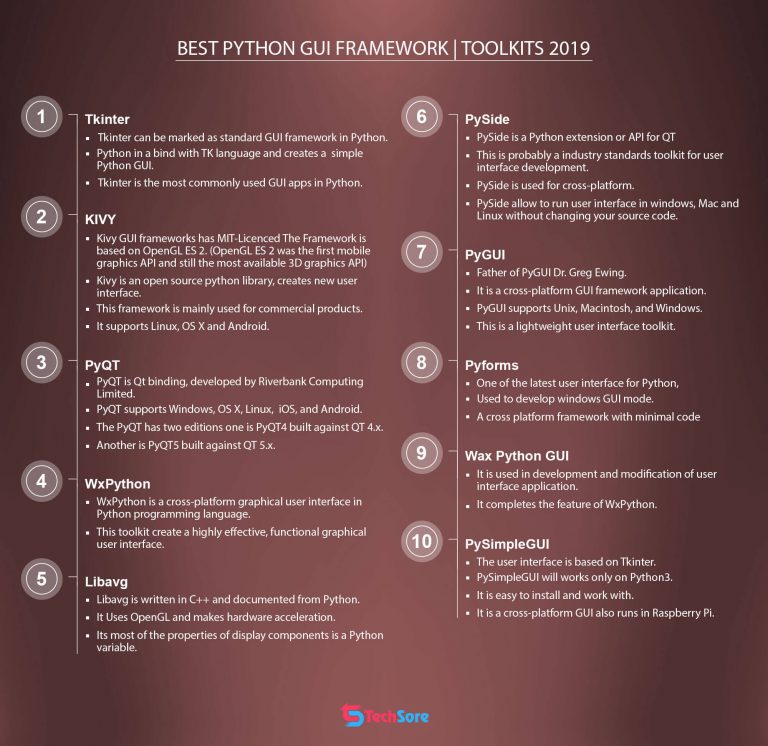 BEST PYTHON GUI FRAMEWORK | TOOLKITS 2019
1
Tkinter
▪ Tkinter can be marked as standard GUI framework in Python.
▪ Python in a bind with TK language and creates a simple
Python GUI.
▪ Tkinter is the most commonly used GUI apps in Python.
2
KIVY
▪ Kivy GUI frameworks has MIT-Licenced The Framework is
based on OpenGL ES 2. (OpenGL ES 2 was the first mobile
graphics API and still the most available 3D graphics API)
▪ Kivy is an open source python library, creates new user
interface.
▪ This framework is mainly used for commercial products.
▪ It supports Linux, OS X and Android.
3
PyQT
▪ PyQT is Qt binding, developed by Riverbank Computing
Limited.
▪ PyQT supports Windows, OS X, Linux, iOS, and Android.
▪ The PyQT has two editions one is PyQT4 built against QT 4.x.
▪ Another is PyQT5 built against QT 5.x.
4
WxPython
▪ WxPython is a cross-platform graphical user interface in
Python programming language.
▪ This toolkit create a highly effective, functional graphical
user interface.
5
Libavg
▪ Libavg is written in C++ and documented from Python.
▪ It Uses OpenGL and makes hardware acceleration.
▪ Its most of the properties of display components is a Python
variable.
6
PySide
▪ PySide is a Python extension or API for QT
▪ This is probably a industry standards toolkit for user
interface development.
▪ PySide is used for cross-platform.
▪ PySide allow to run user interface in windows, Mac and
Linux without changing your source code.
7
PyGUI
▪ Father of PyGUI Dr. Greg Ewing.
▪ It is a cross-platform GUI framework application.
▪ PyGUI supports Unix, Macintosh, and Windows.
▪ This is a lightweight user interface toolkit.
8
Pyforms
▪ One of the latest user interface for Python,
▪ Used to develop windows GUI mode.
▪ A cross platform framework with minimal code
9
Wax Python GUI
▪ It is used in development and modification of user
interface application.
▪ It completes the feature of WxPython.
10
PySimpleGUI
▪ The user interface is based on Tkinter.
▪ PySimpleGUI will works only on Python3.
▪ It is easy to install and work with.
▪ It is a cross-platform GUI also runs in Raspberry Pi.
TechSore